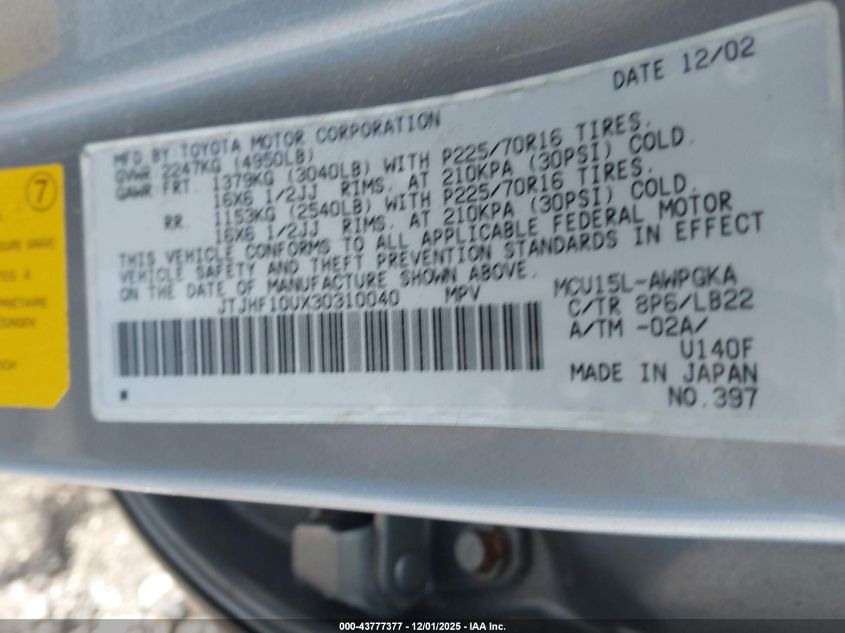 DATE 12/02
MFD BY TOYOTA MOTOR CORPORATION
GVWR 2247KG (4950LB)
GAWR FRT. 1379KG (3040LB) WITH P225/70R16 TIRES.
16X6 1/2JJ RIMS. AT 210KPA (30PSI) COLD.
RR. 1153KG (2540LB) WITH P225/70R16 TIRES.
16X6 1/2JJ RIMS. AT 210KPA (30PSI) COLD.
THIS VEHICLE CONFORMS TO ALL APPLICABLE FEDERAL MOTOR
VEHICLE SAFETY AND THEFT PREVENTION STANDARDS IN EFFECT
ON THE DATE OF MANUFACTURE SHOWN ABOVE.
JTJHF10UX30310040 MPV
MCU15L-AWPGKA
C/TR 8P6/LB22
A/TM -02A/
U140F
MADE IN JAPAN
NO.397
7
000-43777377 - 12/01/2025 - IAA Inc.